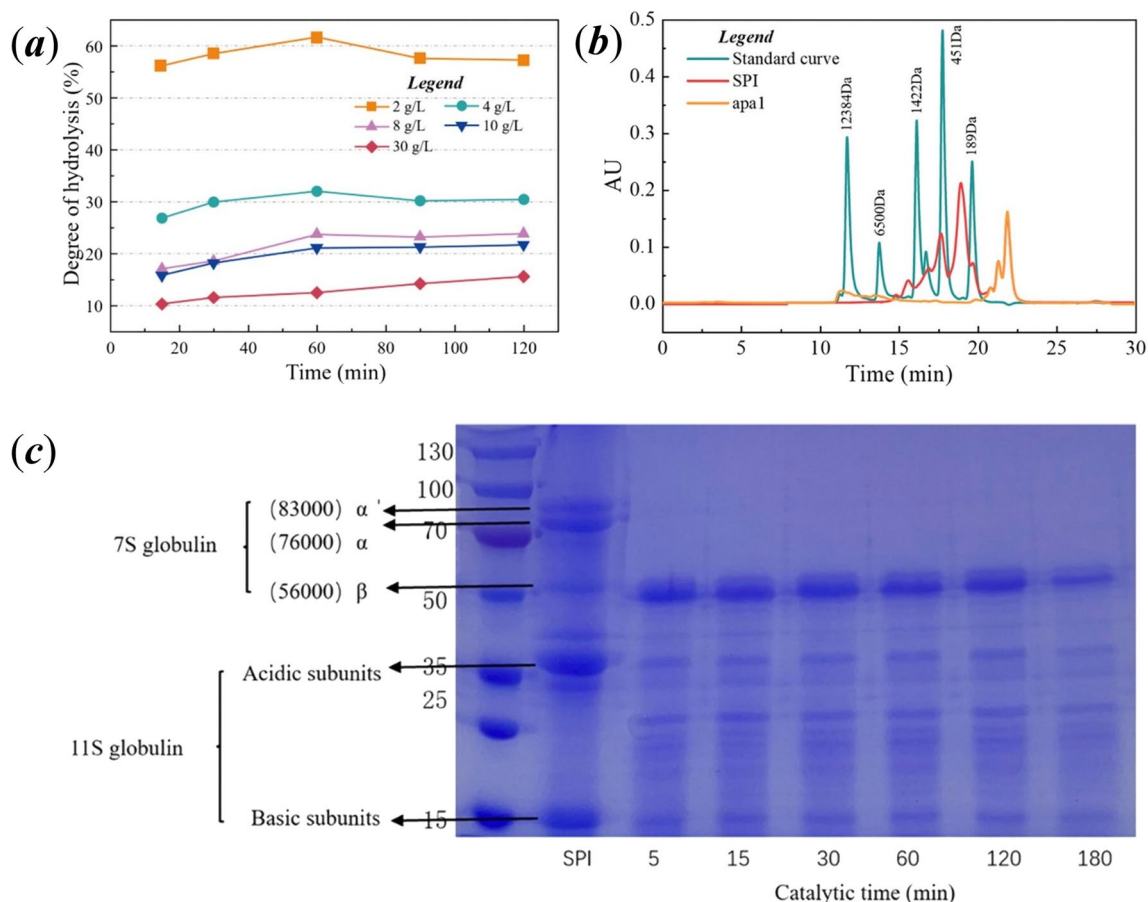 (a)
Degree of hydrolysis (%)
60
50
40
30
20
10
Legend
2 g/L 4 g/L
8 g/L 10 g/L
30 g/L
0 20 40 60 80 100 120
Time (min)
(b)
AU
0.5
0.4
0.3
0.2
0.1
0.0
Legend
Standard curve
SPI
apa1
12384Da
6500Da
1422Da
451Da
189Da
0 5 10 15 20 25 30
Time (min)
(c)
130
100
(83000) α '
70
7S globulin
(76000) α
(56000) β
50
Acidic subunits
35
25
11S globulin
Basic subunits
15
SPI 5 15 30 60 120 180
Catalytic time (min)